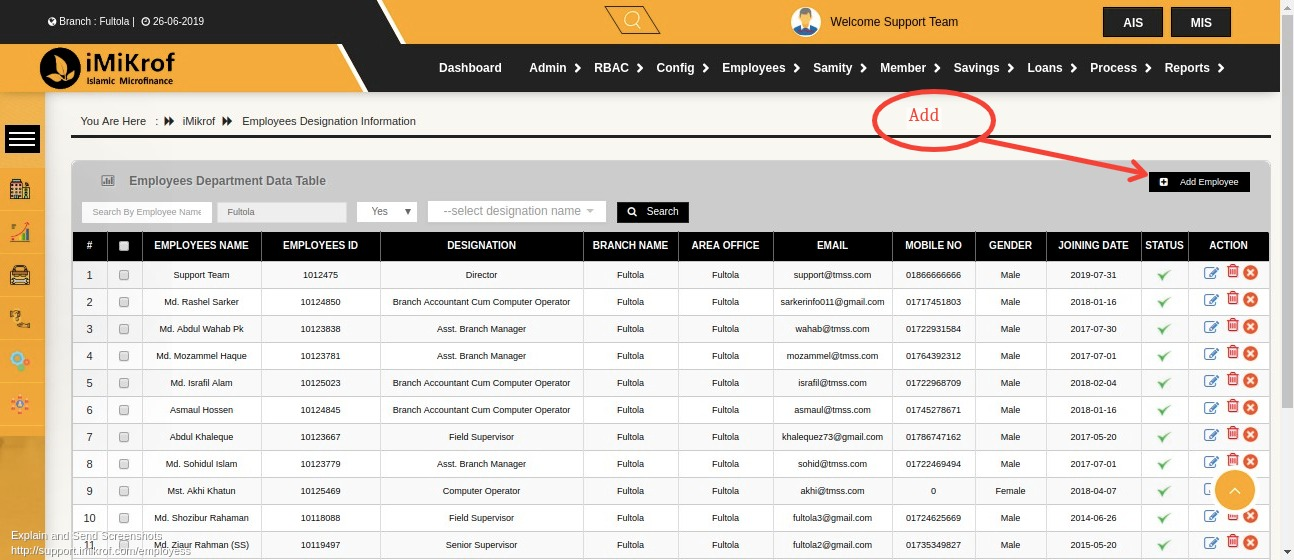 Branch : Fultola | 26-06-2019
Welcome Support Team
AIS
MIS
iMiKrof
Islamic Microfinance
Dashboard Admin RBAC Config Employees Samity Member Savings Loans Process Reports
You Are Here : iMikrof Employees Designation Information
Add
Employees Department Data Table
Add Employee
Search By Employee Name Fultola Yes --select designation name Search
# EMPLOYEES NAME EMPLOYEES ID DESIGNATION BRANCH NAME AREA OFFICE EMAIL MOBILE NO GENDER JOINING DATE STATUS ACTION
1 Support Team 1012475 Director Fultola Fultola support@tmss.com 01866666666 Male 2019-07-31
2 Md. Rashel Sarker 10124850 Branch Accountant Cum Computer Operator Fultola Fultola sarkerinfo011@gmail.com 01717451803 Male 2018-01-16
3 Md. Abdul Wahab Pk 10123838 Asst. Branch Manager Fultola Fultola wahab@tmss.com 01722931584 Male 2017-07-30
4 Md. Mozammel Haque 10123781 Asst. Branch Manager Fultola Fultola mozammel@tmss.com 01764392312 Male 2017-07-01
5 Md. Israfil Alam 10125023 Branch Accountant Cum Computer Operator Fultola Fultola israfil@tmss.com 01722968709 Male 2018-02-04
6 Asmaul Hossen 10124845 Branch Accountant Cum Computer Operator Fultola Fultola asmaul@tmss.com 01745278671 Male 2018-01-16
7 Abdul Khaleque 10123667 Field Supervisor Fultola Fultola khalequez73@gmail.com 01786747162 Male 2017-05-20
8 Md. Sohidul Islam 10123779 Asst. Branch Manager Fultola Fultola sohid@tmss.com 01722469494 Male 2017-07-01
9 Mst. Akhi Khatun 10125469 Computer Operator Fultola Fultola akhi@tmss.com 0 Female 2018-04-07
10 Md. Shozibur Rahaman 10118088 Field Supervisor Fultola Fultola fultola3@gmail.com 01724625669 Male 2014-06-26
11 Md. Ziaur Rahman (SS) 10119497 Senior Supervisor Fultola Fultola fultola2@gmail.com 01735349827 Male 2015-05-20
Explain and Send Screenshots
http://support.imikrof.com/employess